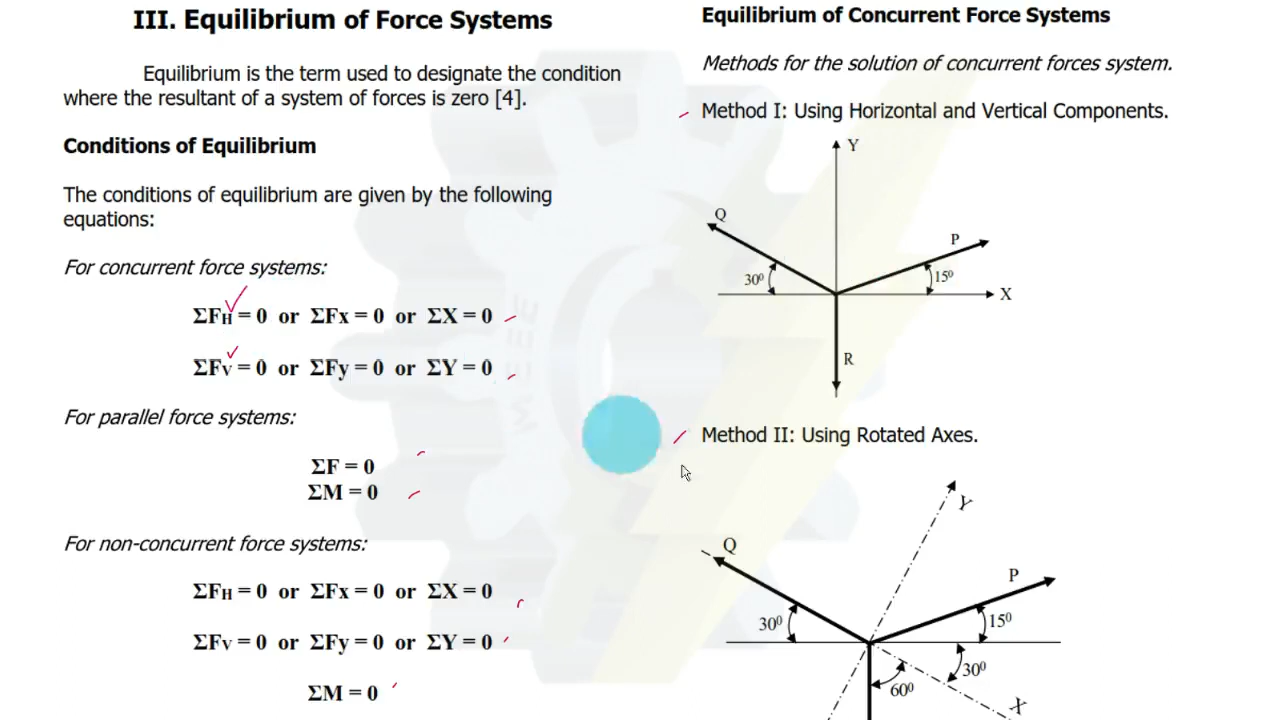 III. Equilibrium of Force Systems
Equilibrium is the term used to designate the condition
where the resultant of a system of forces is zero [4].
Conditions of Equilibrium
The conditions of equilibrium are given by the following
equations:
For concurrent force systems:
ΣFH = 0 or ΣFx = 0 or ΣX = 0
ΣFV = 0 or ΣFy = 0 or ΣY = 0
For parallel force systems:
ΣF = 0
ΣM = 0
For non-concurrent force systems:
ΣFH = 0 or ΣFx = 0 or ΣX = 0
ΣFV = 0 or ΣFy = 0 or ΣY = 0
ΣM = 0
Equilibrium of Concurrent Force Systems
Methods for the solution of concurrent forces system.
Method I: Using Horizontal and Vertical Components.
Y
Q
P
30⁰
15⁰
X
R
Method II: Using Rotated Axes.
Y
Q
P
30⁰
15⁰
30⁰
60⁰
X
MEE